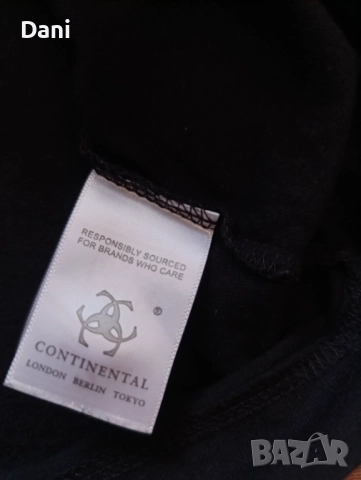 Dani
RESPONSIBLY SOURCED
FOR BRANDS WHO CARE
®
CONTINENTAL
LONDON BERLIN TOKYO
BAZAR